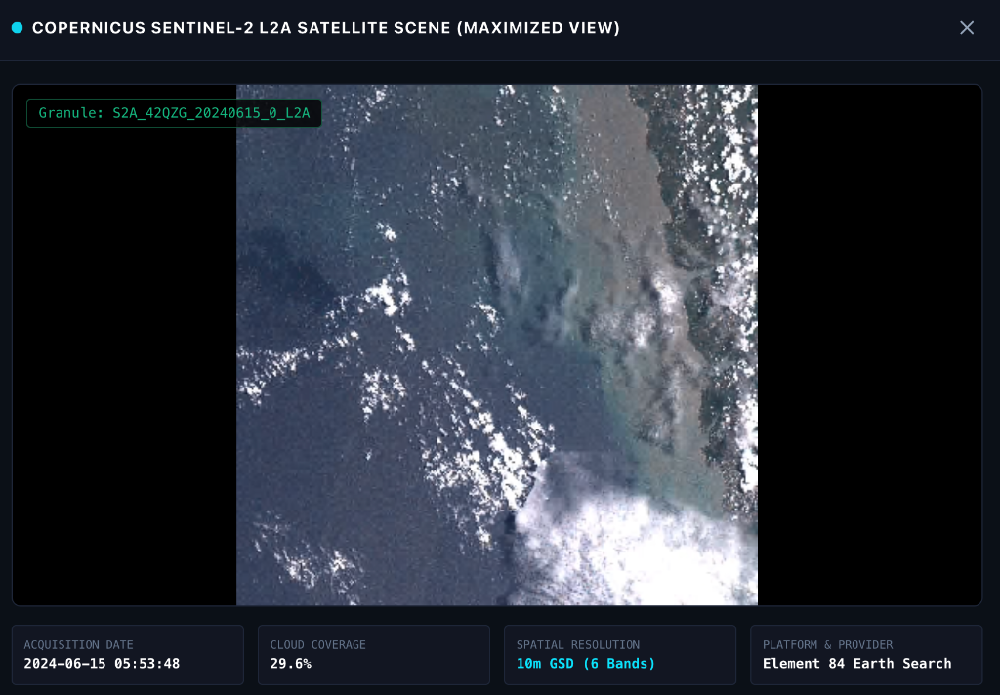 COPERNICUS SENTINEL-2 L2A SATELLITE SCENE (MAXIMIZED VIEW)
Granule: S2A_42QZG_20240615_0_L2A
ACQUISITION DATE
2024-06-15 05:53:48
CLOUD COVERAGE
29.6%
SPATIAL RESOLUTION
10m GSD (6 Bands)
PLATFORM & PROVIDER
Element 84 Earth Search